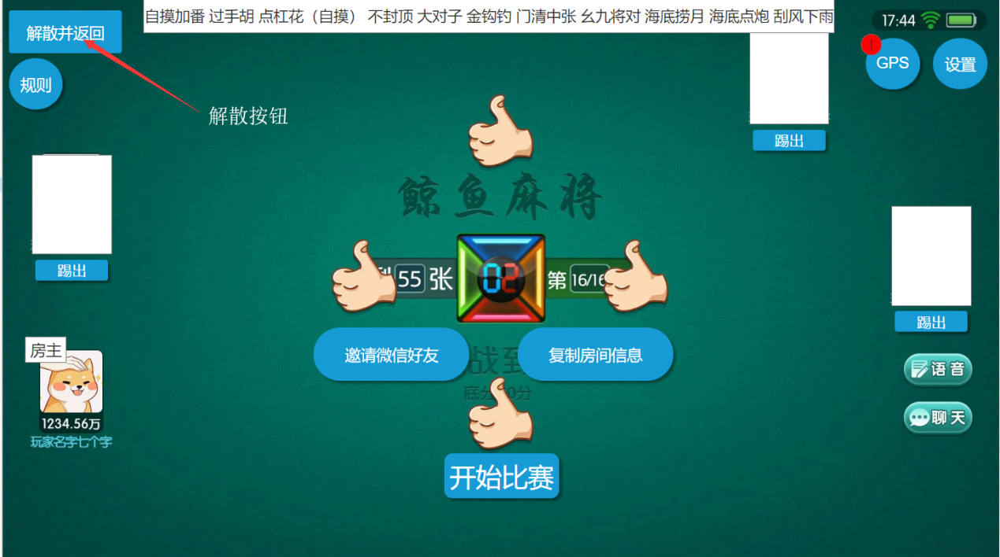 自摸加番 过手胡 点杠花（自摸） 不封顶 大对子 金钩钓 门清中张 幺九将对 海底捞月 海底点炮 刮风下雨
17:44
解散并返回
!
GPS
设置
规则
解散按钮
踢出
鲸鱼麻将
踢出
55 张
02
第 16/16
踢出
房主
邀请微信好友
战到
复制房间信息
底分
0分
语音
1234.56万
聊天
玩家名字七个字
开始比赛